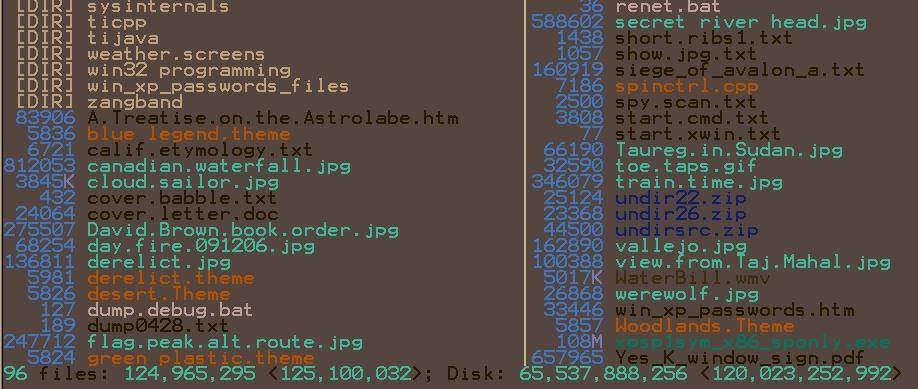 [DIR] sysinternals
[DIR] ticpp
[DIR] tijava
[DIR] weather.screens
[DIR] win32 programming
[DIR] win_xp_passwords_files
[DIR] zangband
83906 A.Treatise.on.the.Astrolabe.htm
5836 blue legend.theme
6721 calif.etymology.txt
812053 canadian.waterfall.jpg
3845K cloud.sailor.jpg
432 cover.babble.txt
24064 cover.letter.doc
275507 David.Brown.book.order.jpg
68254 day.fire.091206.jpg
136811 derelict.jpg
5981 derelict.theme
5826 desert.Theme
127 dump.debug.bat
189 dump0428.txt
247712 flag.peak.alt.route.jpg
5824 green plastic.theme
36 renet.bat
588602 secret river head.jpg
1438 short.ribs1.txt
1057 show.jpg.txt
160919 siege_of_avalon_a.txt
7186 spinctrl.cpp
2500 spy.scan.txt
3808 start.cmd.txt
77 start.xwin.txt
66190 Taureg.in.Sudan.jpg
32590 toe.taps.gif
346079 train.time.jpg
25124 undir22.zip
23368 undir26.zip
44500 undirsrc.zip
162890 vallejo.jpg
100388 view.from.Taj.Mahal.jpg
5017K WaterBill.wmv
26868 werewolf.jpg
33446 win_xp_passwords.htm
5857 Woodlands.Theme
108M xpsp1sym_x86_sponly.exe
657965 Yes_K_window_sign.pdf
96 files: 124,965,295 <125,100,032>; Disk: 65,537,888,256 <120,023,252,992>